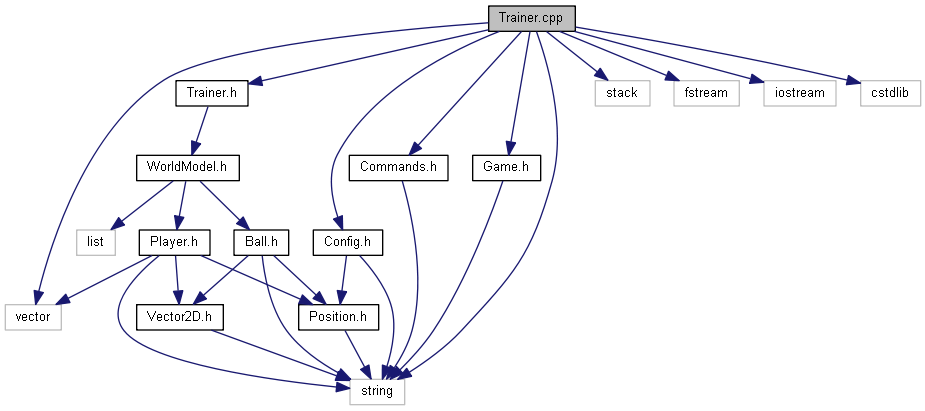 Trainer.cpp
Trainer.h
stack
fstream
iostream
cstdlib
WorldModel.h
Commands.h
Game.h
list
Player.h
Ball.h
Config.h
vector
Vector2D.h
Position.h
string